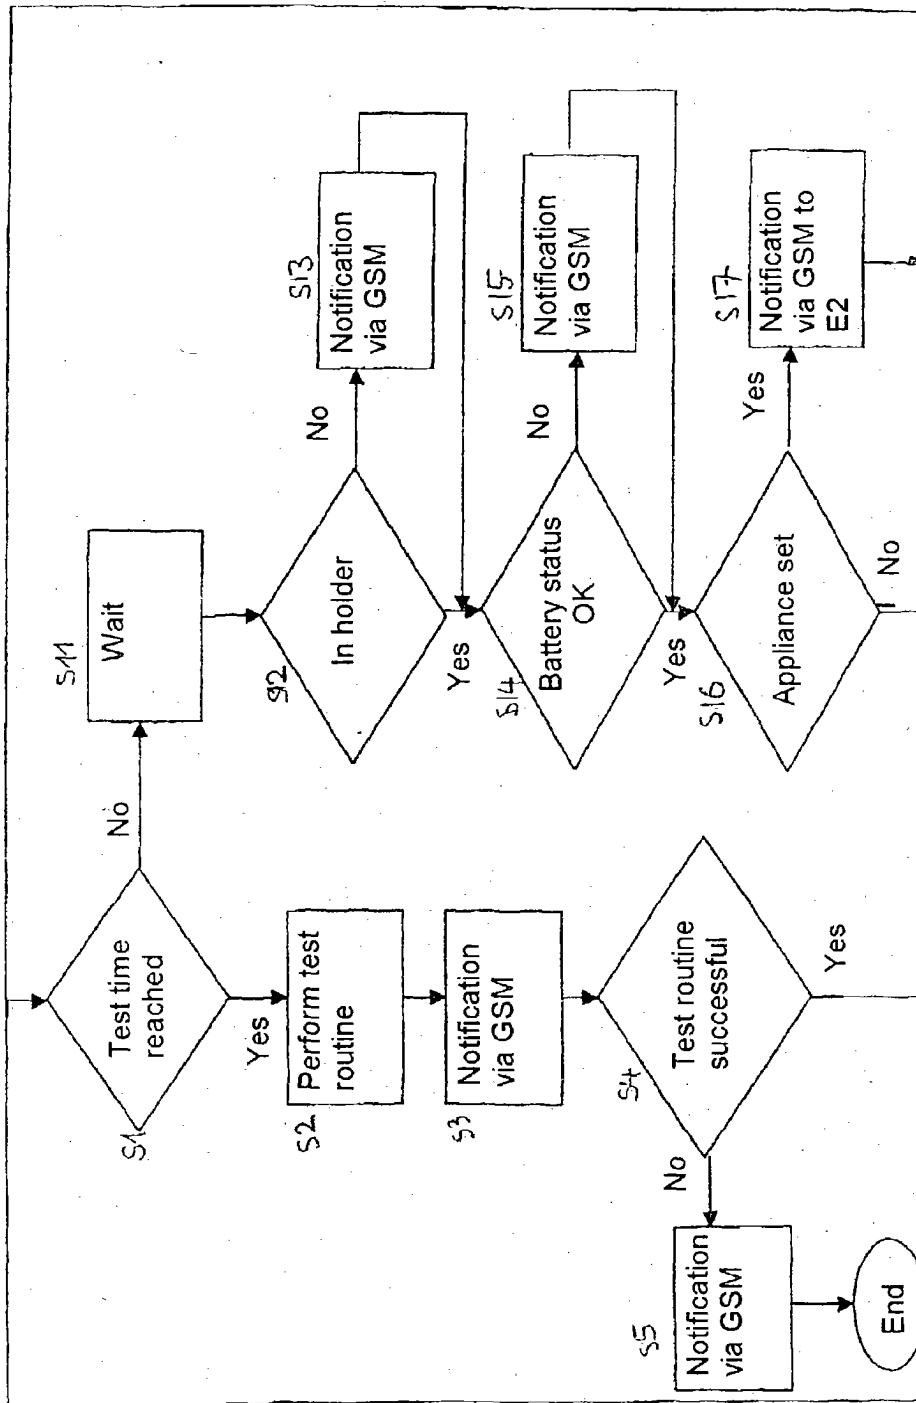 S1
Test time
reached
No
Yes
S11
Wait
S2
Perform test
routine
S3
Notification
via GSM
S4
Test routine
successful
No
Yes
S5
Notification
via GSM
End
S2
In holder
No
Yes
S13
Notification
via GSM
S14
Battery status
OK
No
Yes
S15
Notification
via GSM
S16
Appliance set
Yes
No
S17
Notification
via GSM to
E2